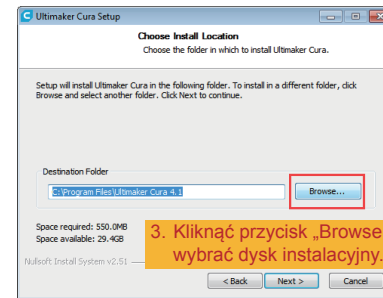 Ultimaker Cura Setup
Choose Install Location
Choose the folder in which to install Ultimaker Cura.
Setup will install Ultimaker Cura in the following folder. To install in a different folder, click
Browse and select another folder. Click Next to continue.
Destination Folder
C:\Program Files\Ultimaker Cura 4.1
Browse...
Space required: 550.0MB
Space available: 29.4GB
3. Kliknąć przycisk „Browse
wybrać dysk instalacyjny.
Nullsoft Install System v2.51
< Back
Next >
Cancel